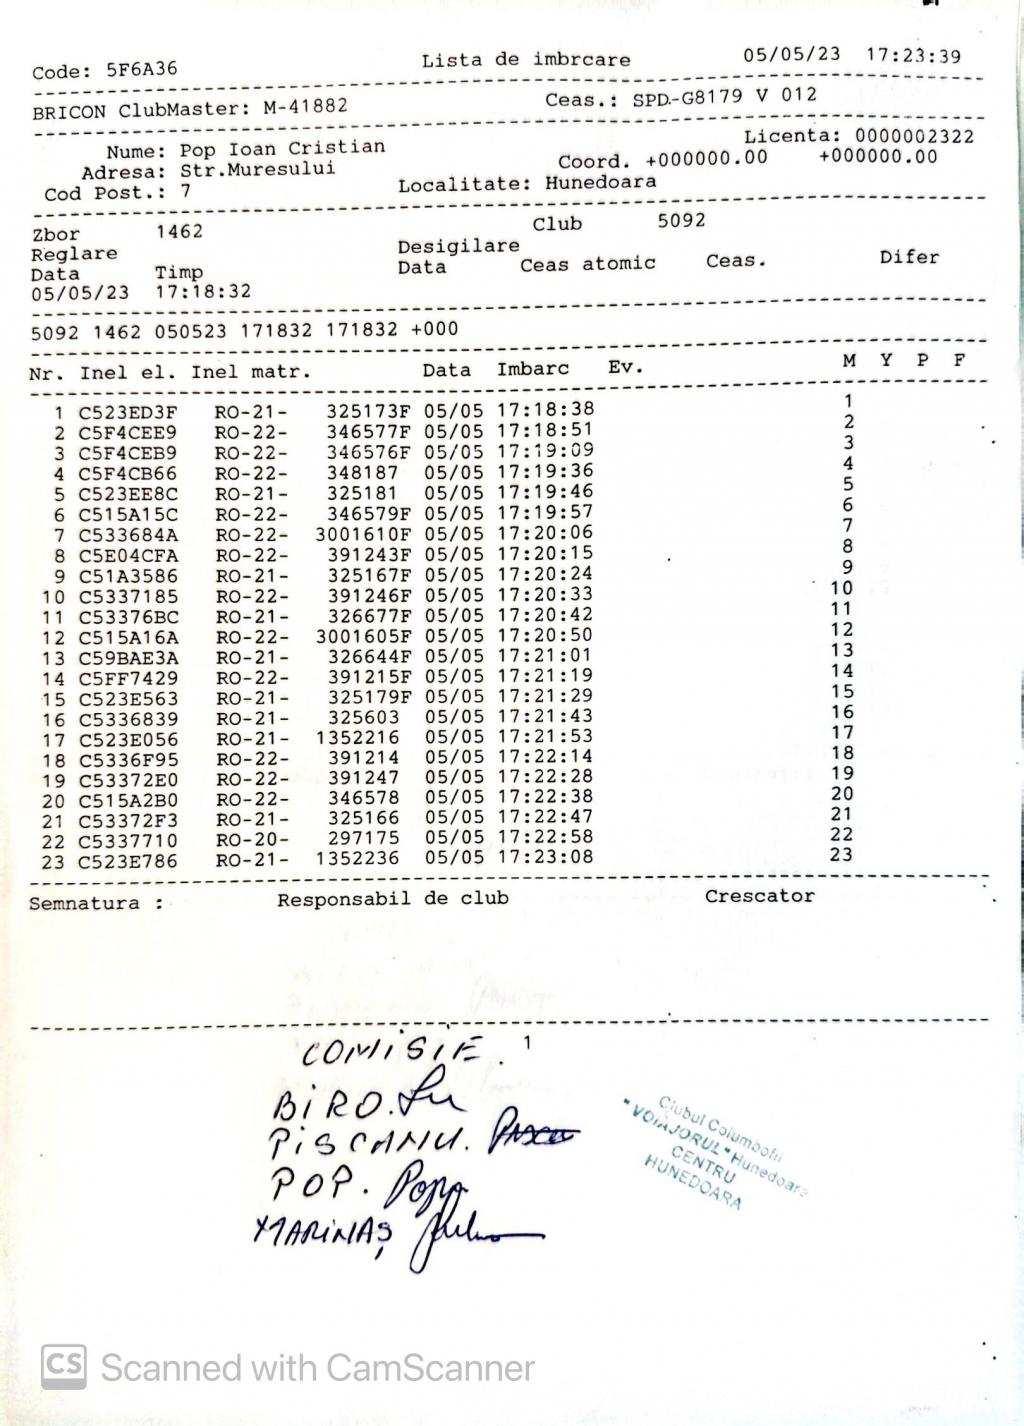 Code: 5F6A36 Lista de imbrcare 05/05/23 17:23:39
BRICON ClubMaster: M-41882 Ceas.: SPD.-G8179 V 012
Licenta: 0000002322
Nume: Pop Ioan Cristian
Adresa: Str.Muresului Coord. +000000.00 +000000.00
Cod Post.: 7 Localitate: Hunedoara
Zbor 1462 Club 5092
Reglare Desigilare
Data Timp Data Ceas atomic Ceas. Difer
05/05/23 17:18:32
5092 1462 050523 171832 171832 +000
Nr. Inel el. Inel matr. Data Imbarc Ev. M Y P F
1 C523ED3F RO-21- 325173F 05/05 17:18:38 1
2 C5F4CEE9 RO-22- 346577F 05/05 17:18:51 2
3 C5F4CEB9 RO-22- 346576F 05/05 17:19:09 3
4 C5F4CB66 RO-22- 348187 05/05 17:19:36 4
5 C523EE8C RO-21- 325181 05/05 17:19:46 5
6 C515A15C RO-22- 346579F 05/05 17:19:57 6
7 C533684A RO-22- 3001610F 05/05 17:20:06 7
8 C5E04CFA RO-22- 391243F 05/05 17:20:15 8
9 C51A3586 RO-21- 325167F 05/05 17:20:24 9
10 C5337185 RO-22- 391246F 05/05 17:20:33 10
11 C53376BC RO-21- 326677F 05/05 17:20:42 11
12 C515A16A RO-22- 3001605F 05/05 17:20:50 12
13 C59BAE3A RO-21- 326644F 05/05 17:21:01 13
14 C5FF7429 RO-22- 391215F 05/05 17:21:19 14
15 C523E563 RO-21- 325179F 05/05 17:21:29 15
16 C5336839 RO-21- 325603 05/05 17:21:43 16
17 C523E056 RO-21- 1352216 05/05 17:21:53 17
18 C5336F95 RO-22- 391214 05/05 17:22:14 18
19 C53372E0 RO-22- 391247 05/05 17:22:28 19
20 C515A2B0 RO-22- 346578 05/05 17:22:38 20
21 C53372F3 RO-21- 325166 05/05 17:22:47 21
22 C5337710 RO-20- 297175 05/05 17:22:58 22
23 C523E786 RO-21- 1352236 05/05 17:23:08 23
Semnatura : Responsabil de club Crescator
COMISIE. 1
BIRO.
PISCANU.
POP. Popp
MARINAȘ
Clubul Columbofil
"VOIAJORUL" Hunedoara
CENTRU
HUNEDOARA
CS Scanned with CamScanner